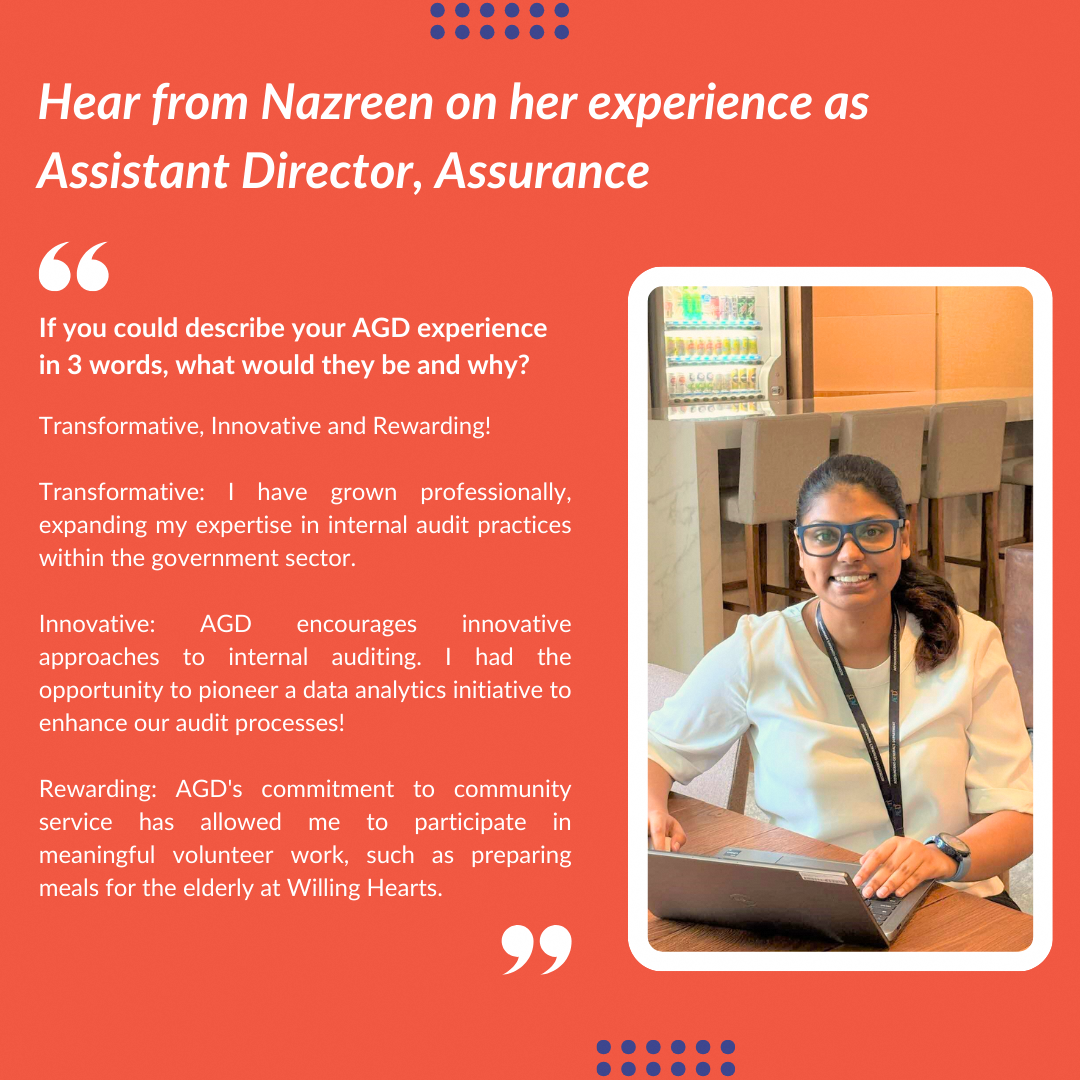 Hear from Nazreen on her experience as
Assistant Director, Assurance
“
If you could describe your AGD experience
in 3 words, what would they be and why?
Transformative, Innovative and Rewarding!
Transformative: I have grown professionally,
expanding my expertise in internal audit practices
within the government sector.
Innovative: AGD encourages innovative
approaches to internal auditing. I had the
opportunity to pioneer a data analytics initiative to
enhance our audit processes!
Rewarding: AGD's commitment to community
service has allowed me to participate in
meaningful volunteer work, such as preparing
meals for the elderly at Willing Hearts.
”